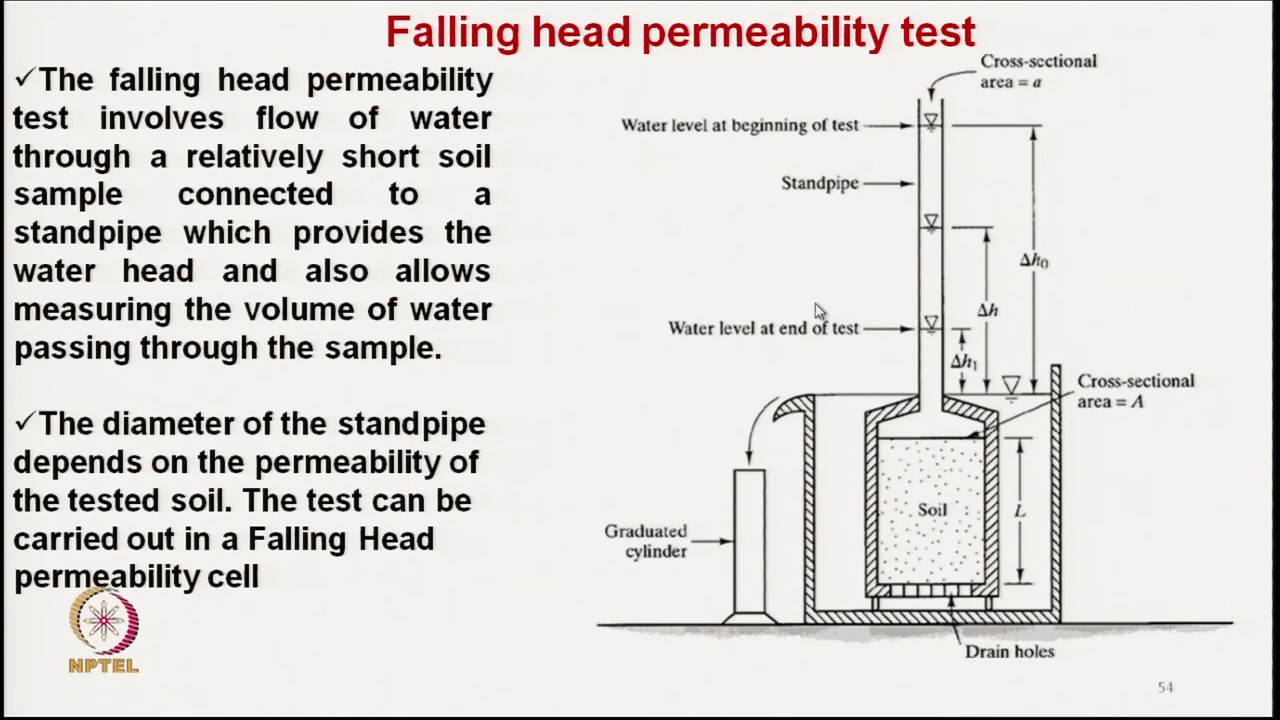 Falling head permeability test
✓The falling head permeability
test involves flow of water
through a relatively short soil
sample connected to a
standpipe which provides the
water head and also allows
measuring the volume of water
passing through the sample.
✓The diameter of the standpipe
depends on the permeability of
the tested soil. The test can be
carried out in a Falling Head
permeability cell
NPTEL
Cross-sectional
area = a
Water level at beginning of test
Standpipe
Δh₀
Δh
Water level at end of test
Δh₁
Cross-sectional
area = A
Soil
L
Graduated
cylinder
Drain holes
54